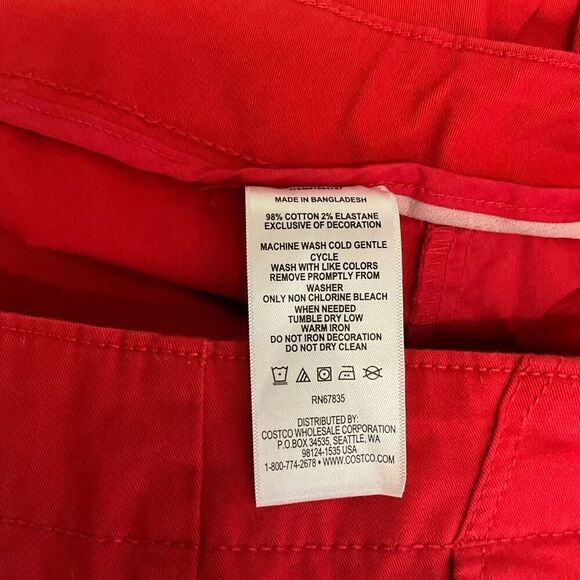 MADE IN BANGLADESH
98% COTTON 2% ELASTANE
EXCLUSIVE OF DECORATION
MACHINE WASH COLD GENTLE
CYCLE
WASH WITH LIKE COLORS
REMOVE PROMPTLY FROM
WASHER
ONLY NON CHLORINE BLEACH
WHEN NEEDED
TUMBLE DRY LOW
WARM IRON
DO NOT IRON DECORATION
DO NOT DRY CLEAN
RN67835
DISTRIBUTED BY:
COSTCO WHOLESALE CORPORATION
P.O.BOX 34535, SEATTLE, WA
98124-1535 USA
1-800-774-2678 • WWW.COSTCO.COM